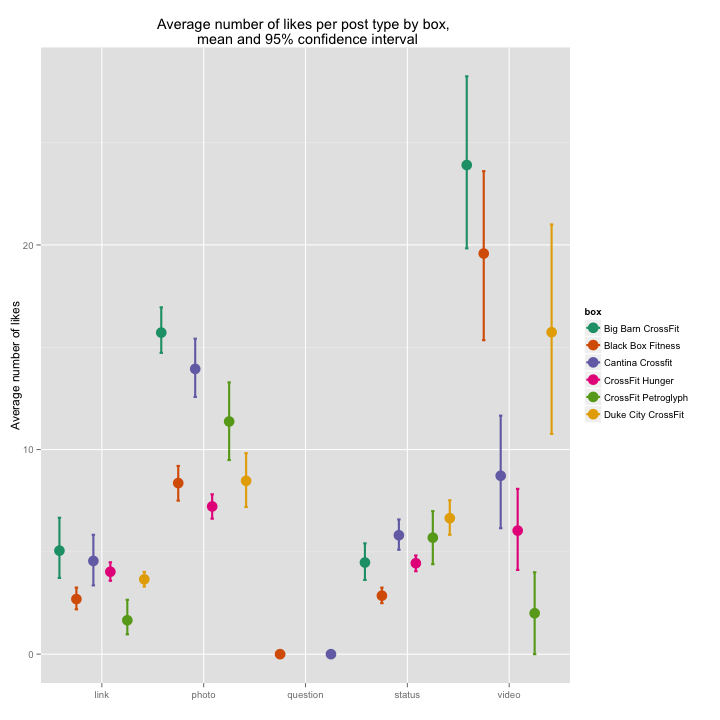 Average number of likes per post type by box,
mean and 95% confidence interval
Average number of likes
20
10
0
link photo question status video
box
Big Barn CrossFit
Black Box Fitness
Cantina Crossfit
CrossFit Hunger
CrossFit Petroglyph
Duke City CrossFit